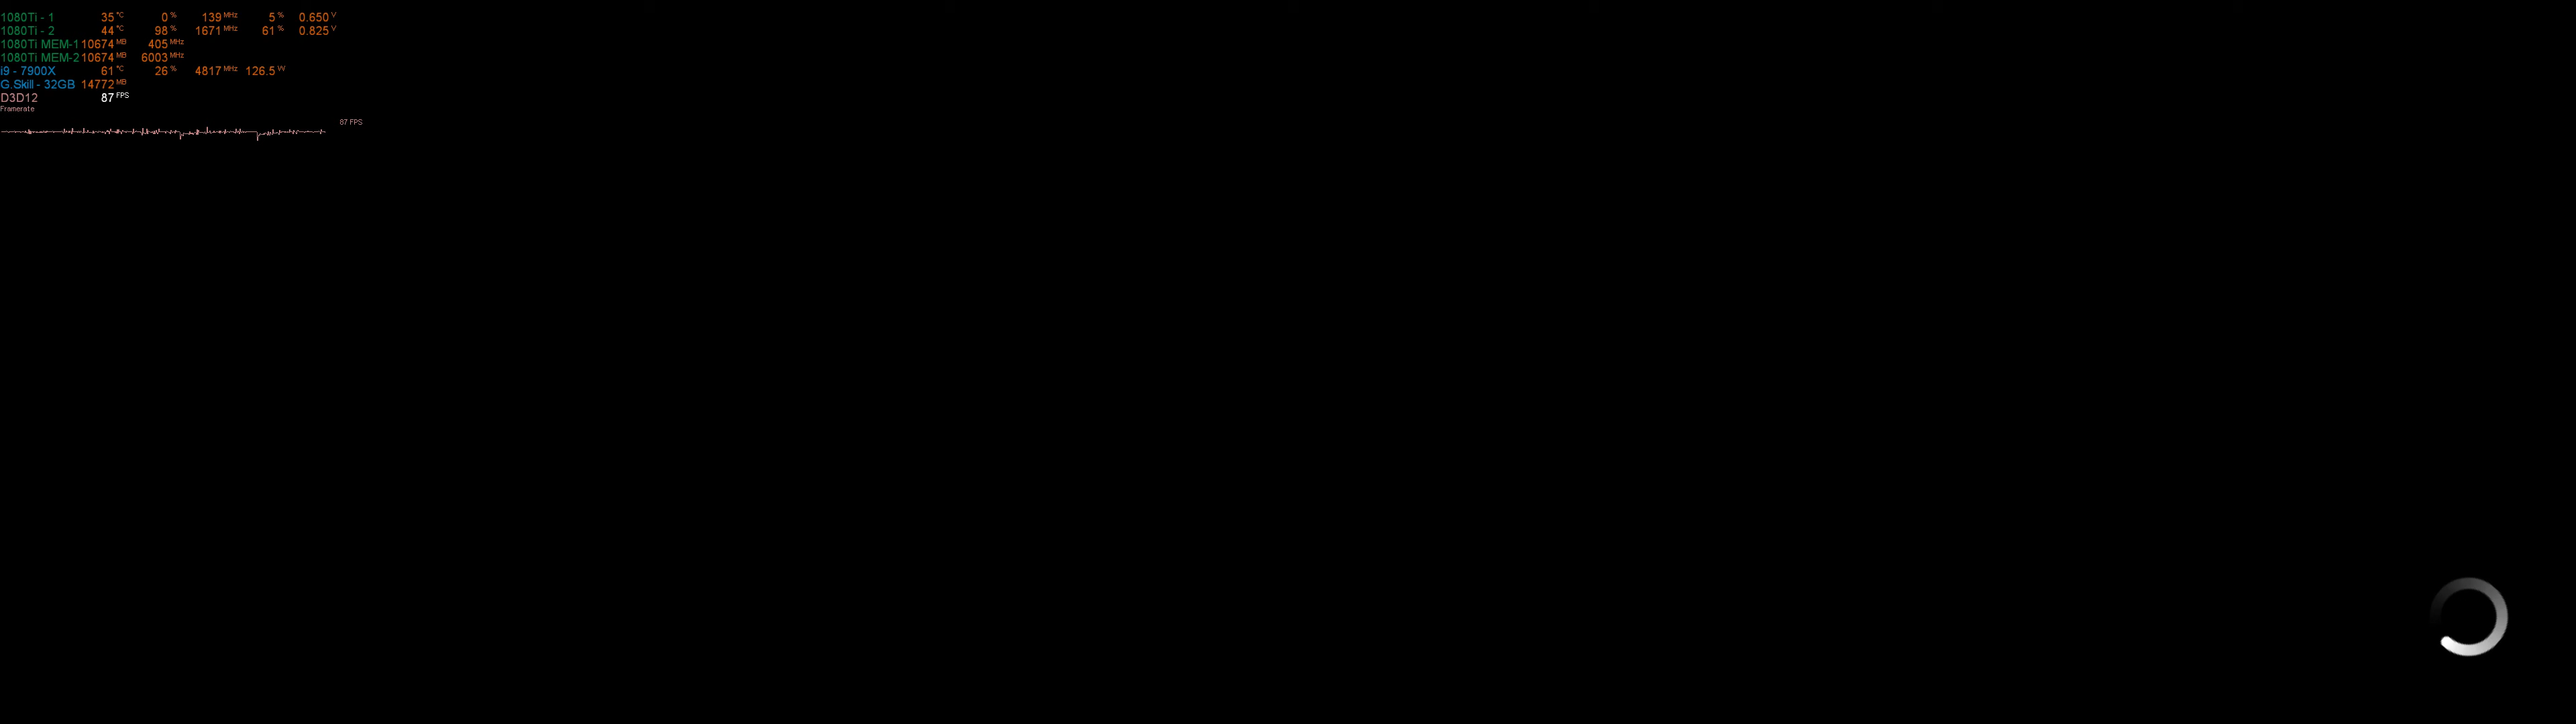 1080Ti - 1 35 °C 0 % 139 MHz 5 % 0.650 V
1080Ti - 2 44 °C 98 % 1671 MHz 61 % 0.825 V
1080Ti MEM-1 10674 MB 405 MHz
1080Ti MEM-2 10674 MB 6003 MHz
i9 - 7900X 61 °C 26 % 4817 MHz 126.5 W
G.Skill - 32GB 14772 MB
D3D12 87 FPS
Framerate
87 FPS